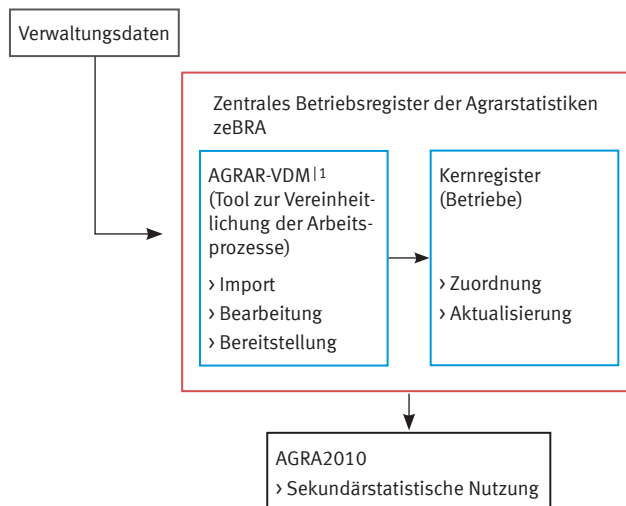 Verwaltungsdaten
Zentrales Betriebsregister der Agrarstatistiken
zeBRA
AGRAR-VDM|1
(Tool zur Vereinheit-
lichung der Arbeits-
prozesse)
› Import
› Bearbeitung
› Bereitstellung
Kernregister
(Betriebe)
› Zuordnung
› Aktualisierung
AGRA2010
› Sekundärstatistische Nutzung